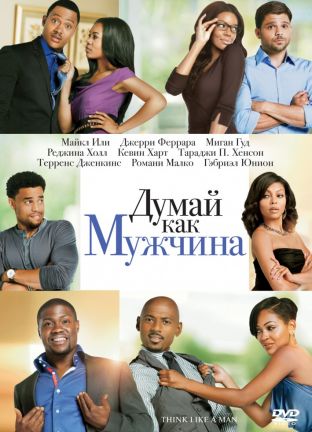 Майкл Или Джерри Феррара Миган Гуд
Реджина Холл Кевин Харт Тараджи П. Хенсон
Терренс Дженкинс Романи Малко Гэбриэл Юнион
Думай
как
Мужчина
THINK LIKE A MAN
DVD